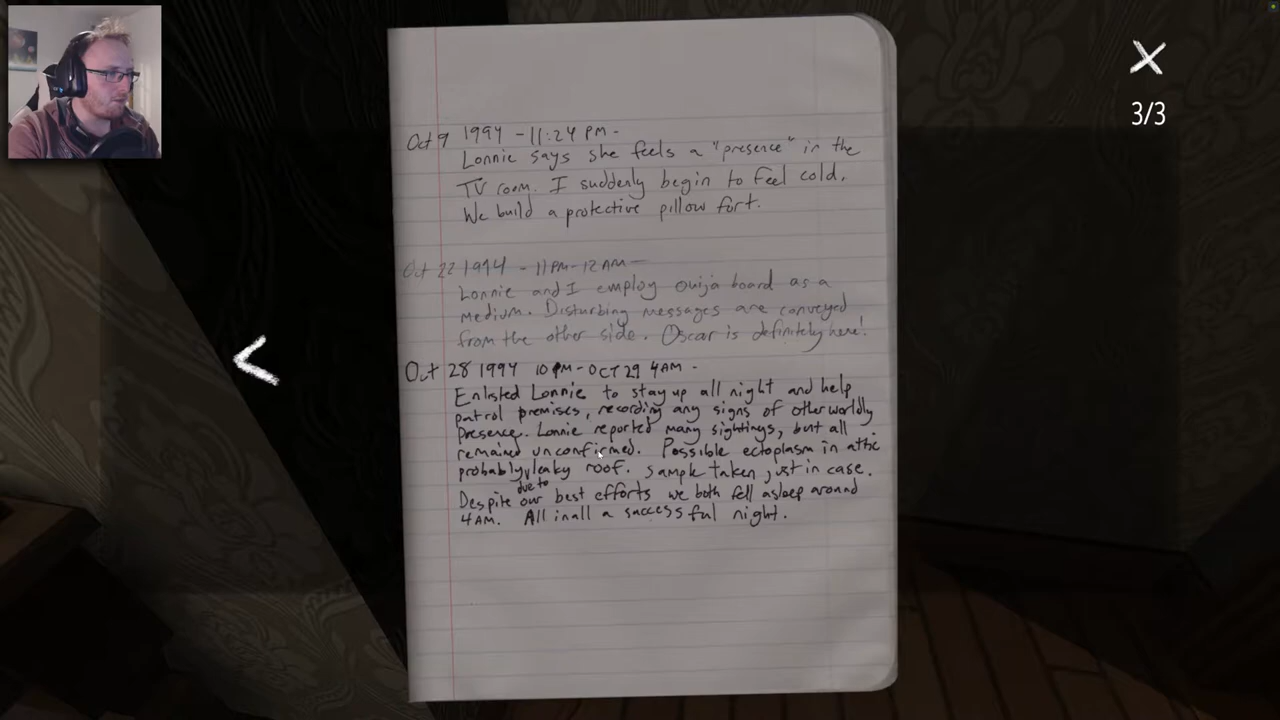 3/3
Oct 9 1994 - 11:24 PM -
Lonnie says she feels a "presence" in the
TV room. I suddenly begin to feel cold.
We build a protective pillow fort.
Oct 22 1994 - 11PM-12AM -
Lonnie and I employ ouija board as a
medium. Disturbing messages are conveyed
from the other side. Oscar is definitely here!
Oct 28 1994 10PM - OCT 29 4AM -
Enlisted Lonnie to stay up all night and help
patrol premises, recording any signs of otherworldly
presence. Lonnie reported many sightings, but all
remained unconfirmed. Possible ectoplasm in attic
probably leaky roof. Sample taken just in case.
due to
Despite our best efforts we both fell asleep around
4AM. All in all a successful night.